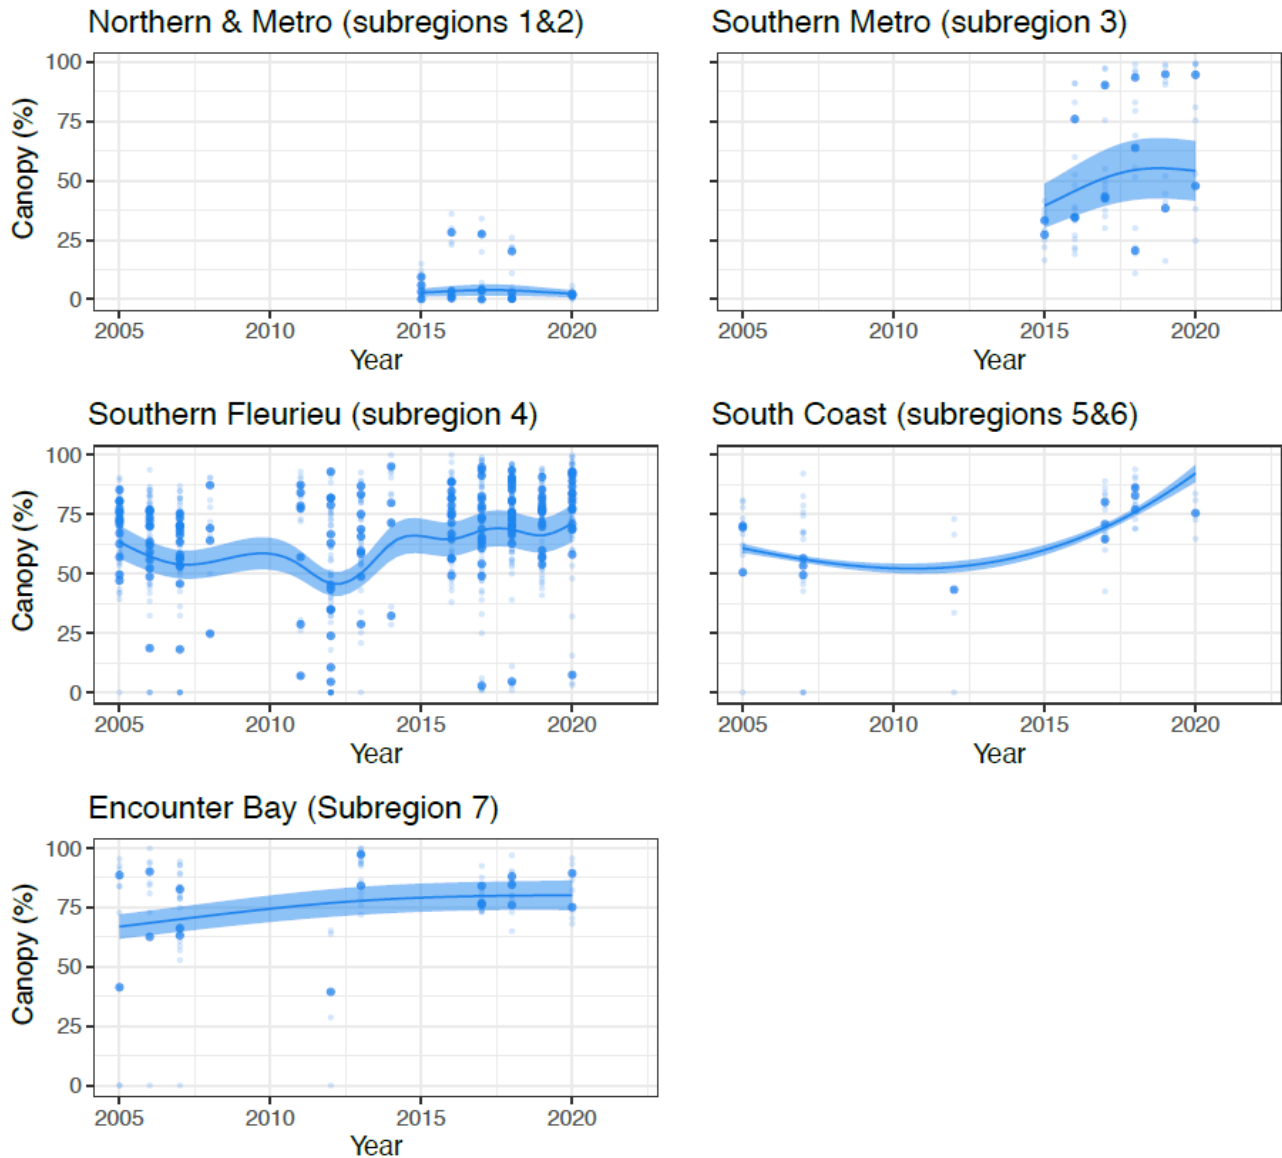 Northern & Metro (subregions 1&2)
Canopy (%)
100
75
50
25
0
2005 2010 2015 2020
Year
Southern Metro (subregion 3)
2005 2010 2015 2020
Year
Southern Fleurieu (subregion 4)
Canopy (%)
100
75
50
25
0
2005 2010 2015 2020
Year
South Coast (subregions 5&6)
2005 2010 2015 2020
Year
Encounter Bay (Subregion 7)
Canopy (%)
100
75
50
25
0
2005 2010 2015 2020
Year